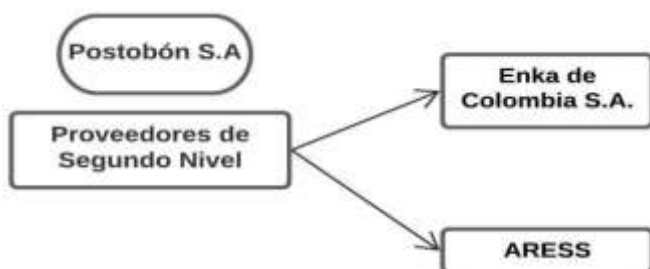 Postobón S.A
Proveedores de
Segundo Nivel
Enka de
Colombia S.A.
ARESS